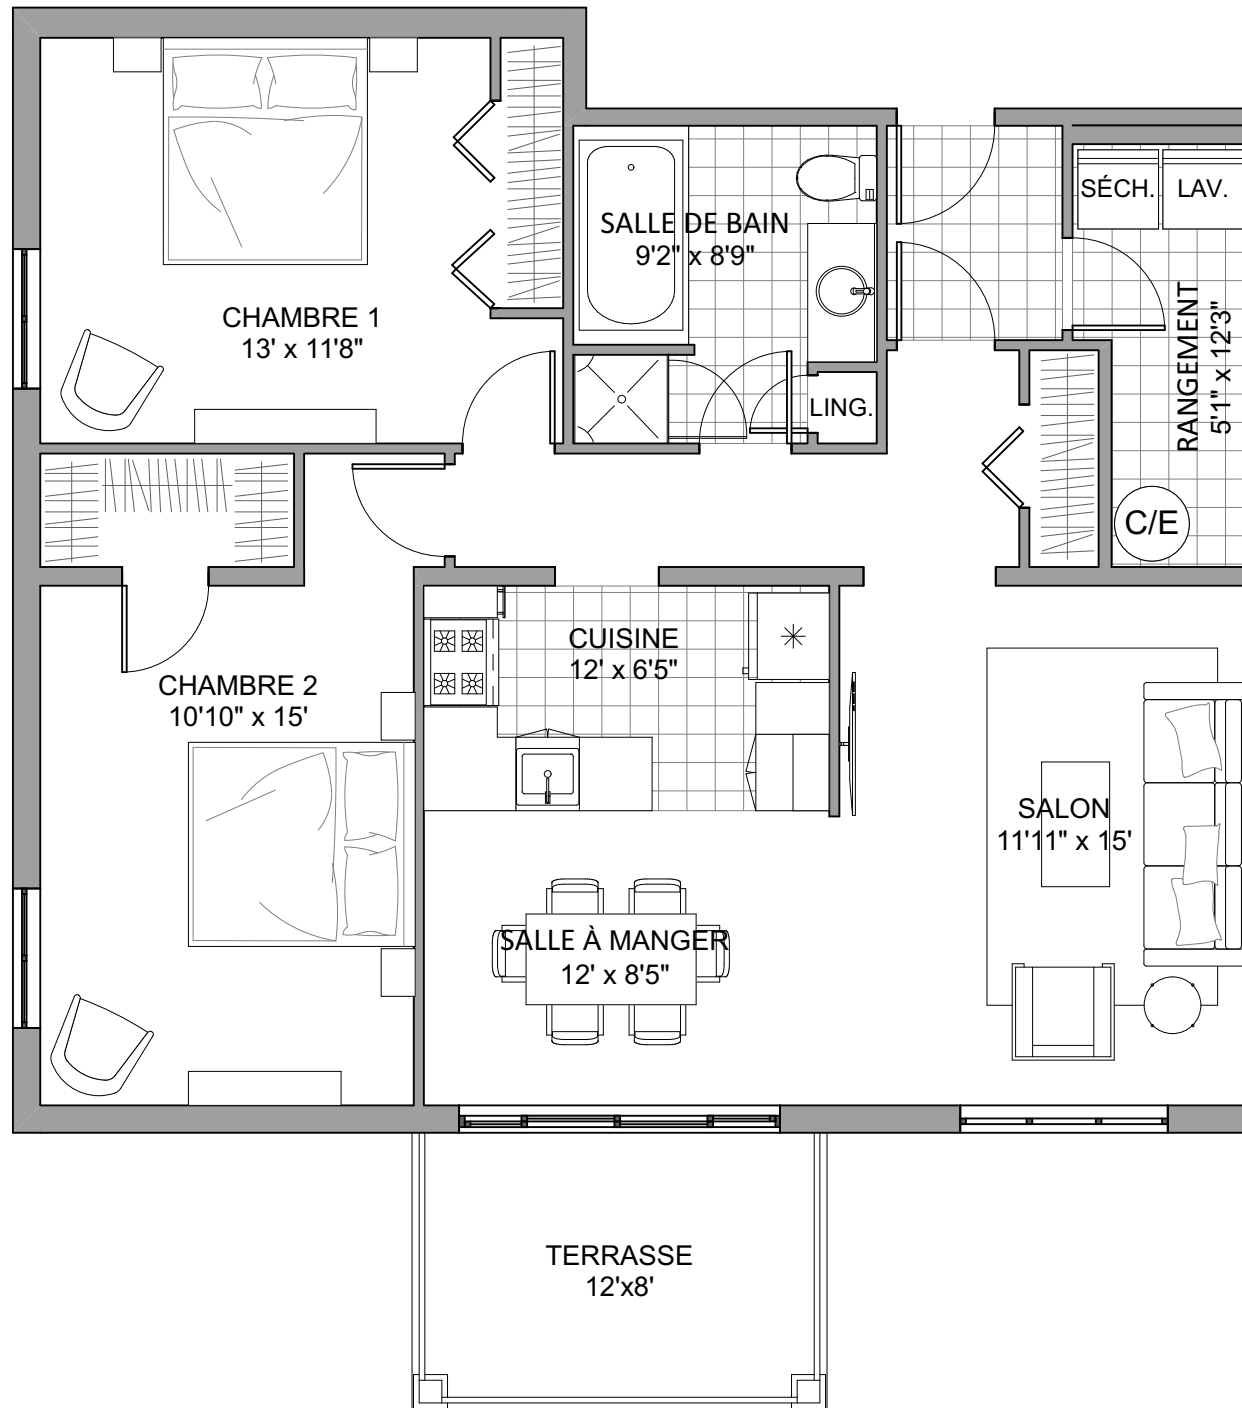 SÉCH.
LAV.
SALLE DE BAIN
9'2" x 8'9"
CHAMBRE 1
13' x 11'8"
RANGEMENT
5'1" x 12'3"
LING.
C/E
CUISINE
12' x 6'5"
CHAMBRE 2
10'10" x 15'
SALON
11'11" x 15'
SALLE À MANGER
12' x 8'5"
TERRASSE
12'x8'